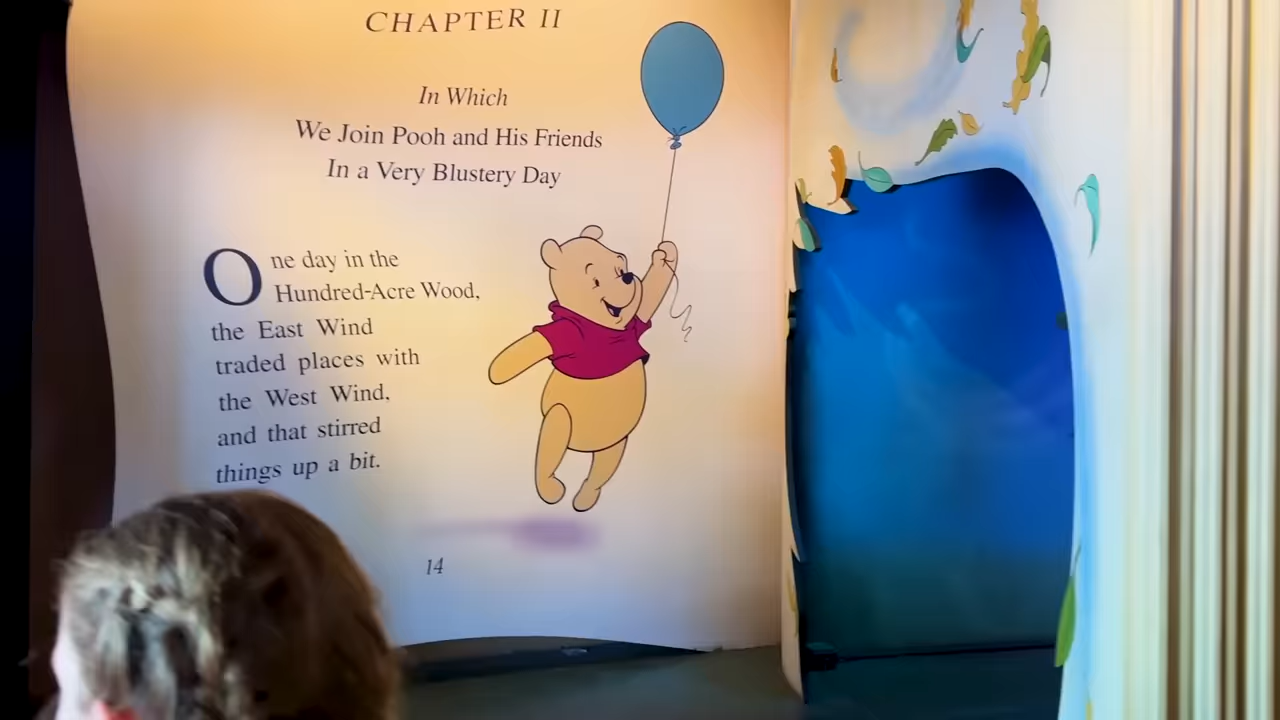 CHAPTER II
In Which
We Join Pooh and His Friends
In a Very Blustery Day
One day in the
Hundred-Acre Wood,
the East Wind
traded places with
the West Wind,
and that stirred
things up a bit.
14